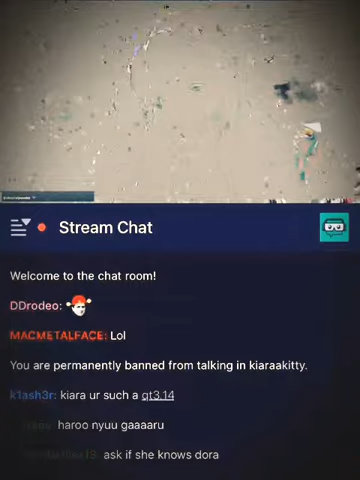 Stream Chat
Welcome to the chat room!
DDrodeo:
MACMETALFACE: Lol
You are permanently banned from talking in kiaraakitty.
k1ash3r: kiara ur such a qt3.14
haroo nyuu gaaaru
ask if she knows dora